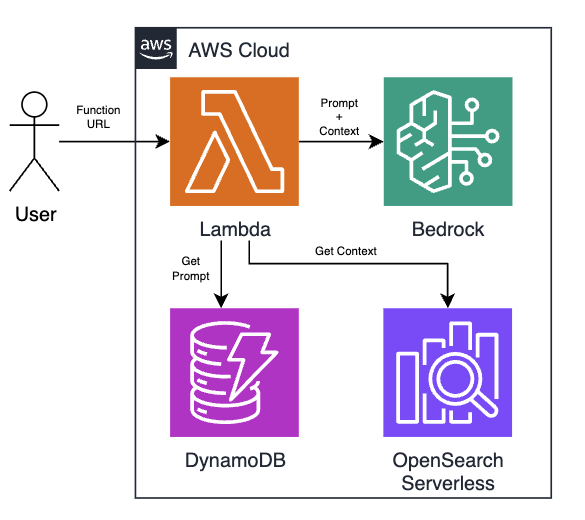 aws
AWS Cloud
Function
URL
Prompt
+
Context
User
Lambda
Bedrock
Get
Prompt
Get Context
DynamoDB
OpenSearch
Serverless